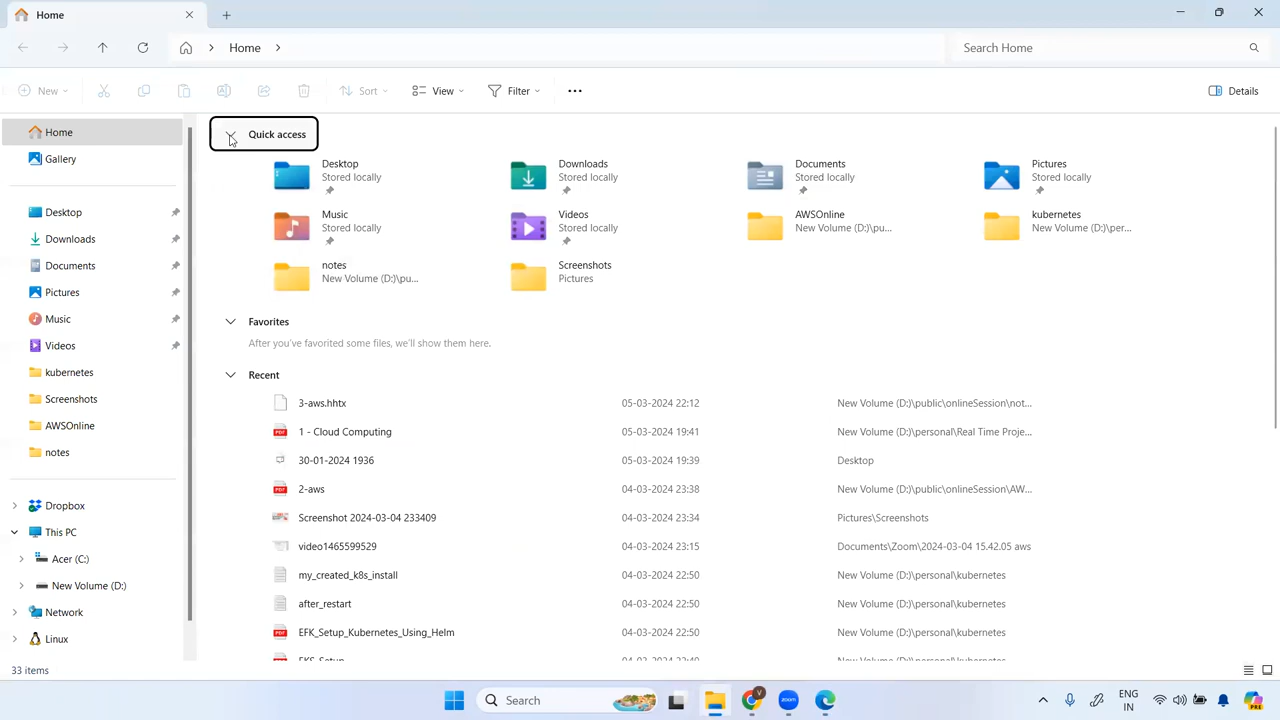 Home
Home
Search Home
New
Sort
View
Filter
Details
Home
Gallery
Desktop
Downloads
Documents
Pictures
Music
Videos
kubernetes
Screenshots
AWSOnline
notes
Dropbox
This PC
Acer (C:)
New Volume (D:)
Network
Linux
Quick access
Desktop
Stored locally
Downloads
Stored locally
Documents
Stored locally
Pictures
Stored locally
Music
Stored locally
Videos
Stored locally
AWSOnline
New Volume (D:)\pu...
kubernetes
New Volume (D:)\per...
notes
New Volume (D:)\pu...
Screenshots
Pictures
Favorites
After you've favorited some files, we'll show them here.
Recent
3-aws.hhtx 05-03-2024 22:12 New Volume (D:)\public\onlineSession\not...
1 - Cloud Computing 05-03-2024 19:41 New Volume (D:)\personal\Real Time Proje...
30-01-2024 1936 05-03-2024 19:39 Desktop
2-aws 04-03-2024 23:38 New Volume (D:)\public\onlineSession\AW...
Screenshot 2024-03-04 233409 04-03-2024 23:34 Pictures\Screenshots
video1465599529 04-03-2024 23:15 Documents\Zoom\2024-03-04 15.42.05 aws
my_created_k8s_install 04-03-2024 22:50 New Volume (D:)\personal\kubernetes
after_restart 04-03-2024 22:50 New Volume (D:)\personal\kubernetes
EFK_Setup_Kubernetes_Using_Helm 04-03-2024 22:50 New Volume (D:)\personal\kubernetes
33 items
Search
zoom
ENG
IN